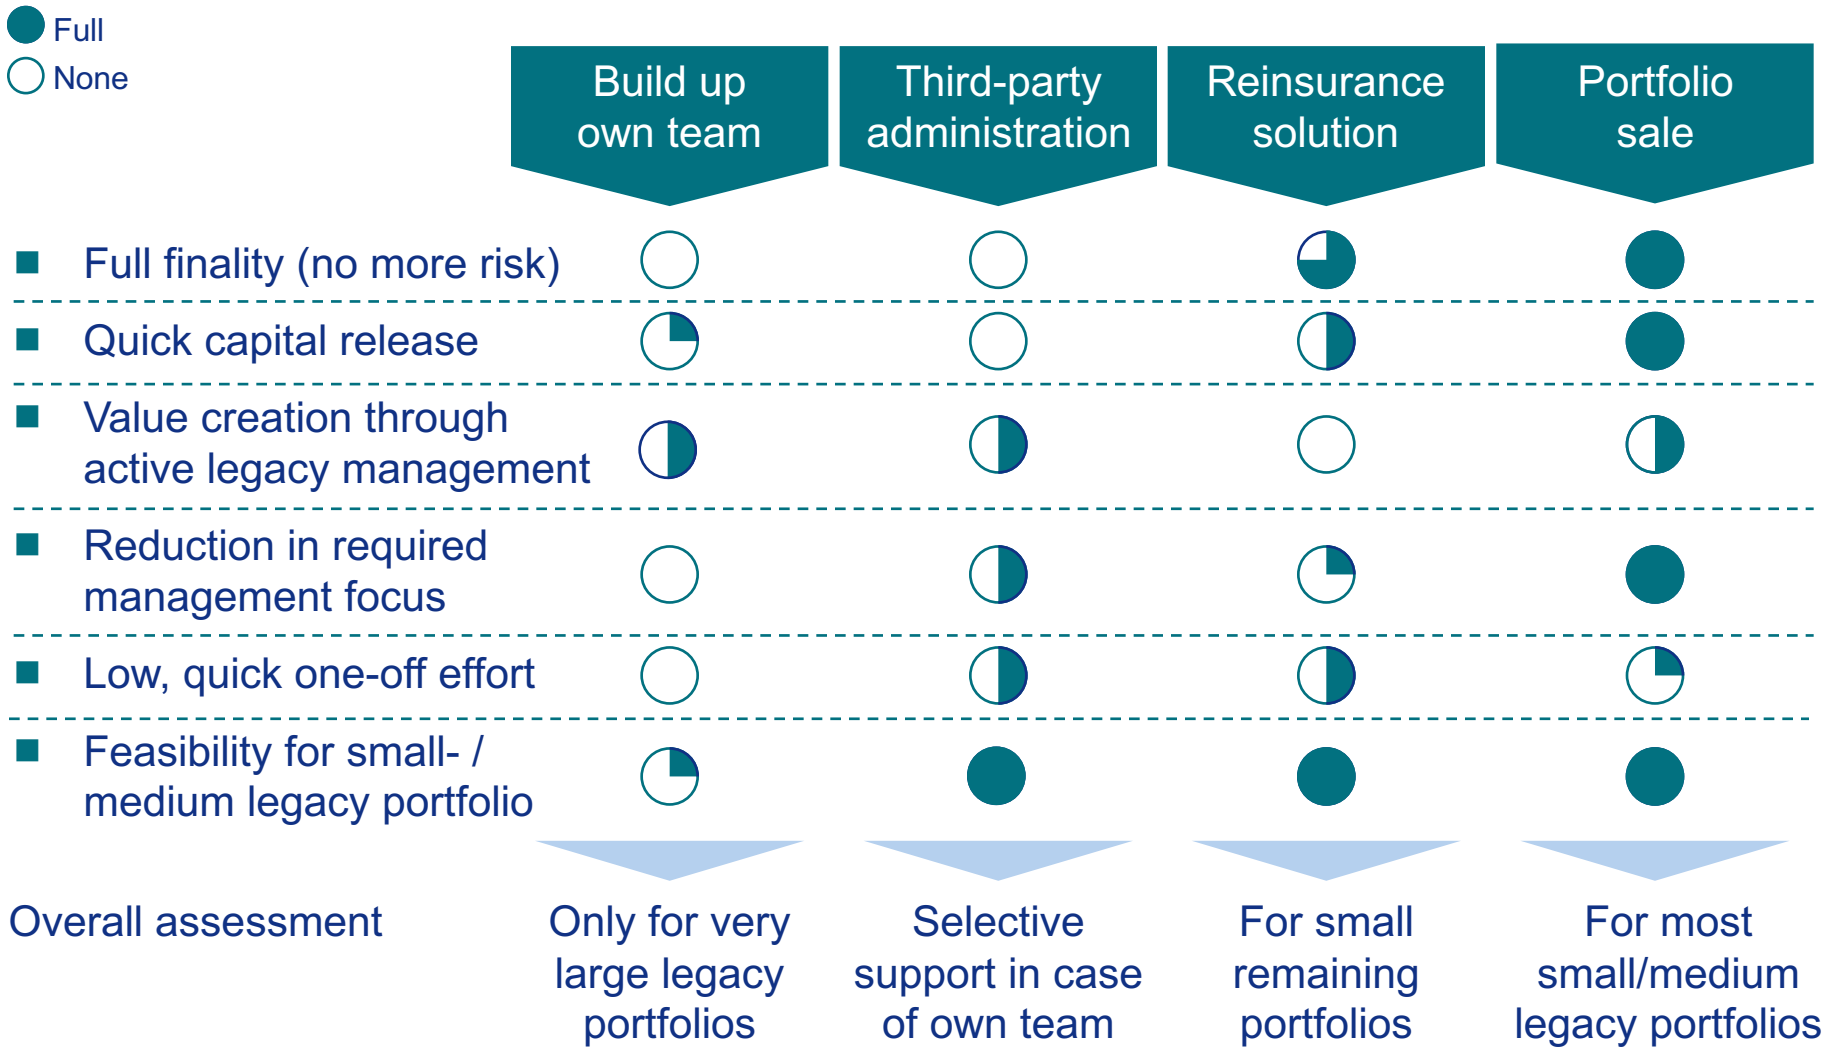 Full
None
Build up
own team
Third-party
administration
Reinsurance
solution
Portfolio
sale
Full finality (no more risk)
Quick capital release
Value creation through
active legacy management
Reduction in required
management focus
Low, quick one-off effort
Feasibility for small- /
medium legacy portfolio
Overall assessment
Only for very
large legacy
portfolios
Selective
support in case
of own team
For small
remaining
portfolios
For most
small/medium
legacy portfolios